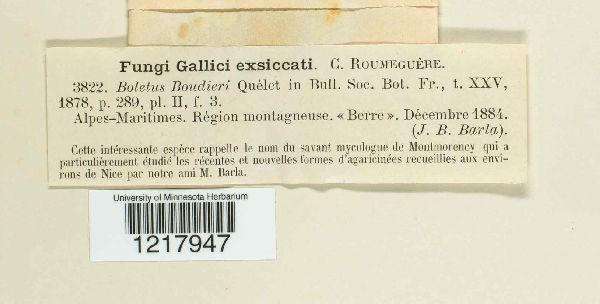 Fungi Gallici exsiccati. C. ROUMEGUÈRE.
3822. Boletus Boudieri Quélet in Bull. Soc. Bot. Fr., t. XXV,
1878, p. 289, pl. II, f. 3.
Alpes-Maritimes. Région montagneuse. « Berre ». Décembre 1884.
(J. B. Barla).
Cette intéressante espèce rappelle le nom du savant mycologue de Montmorency qui a
particulièrement étudié les récentes et nouvelles formes d'agaricinées recueillies aux envi-
rons de Nice par notre ami M. Barla.
University of Minnesota Herbarium
1217947